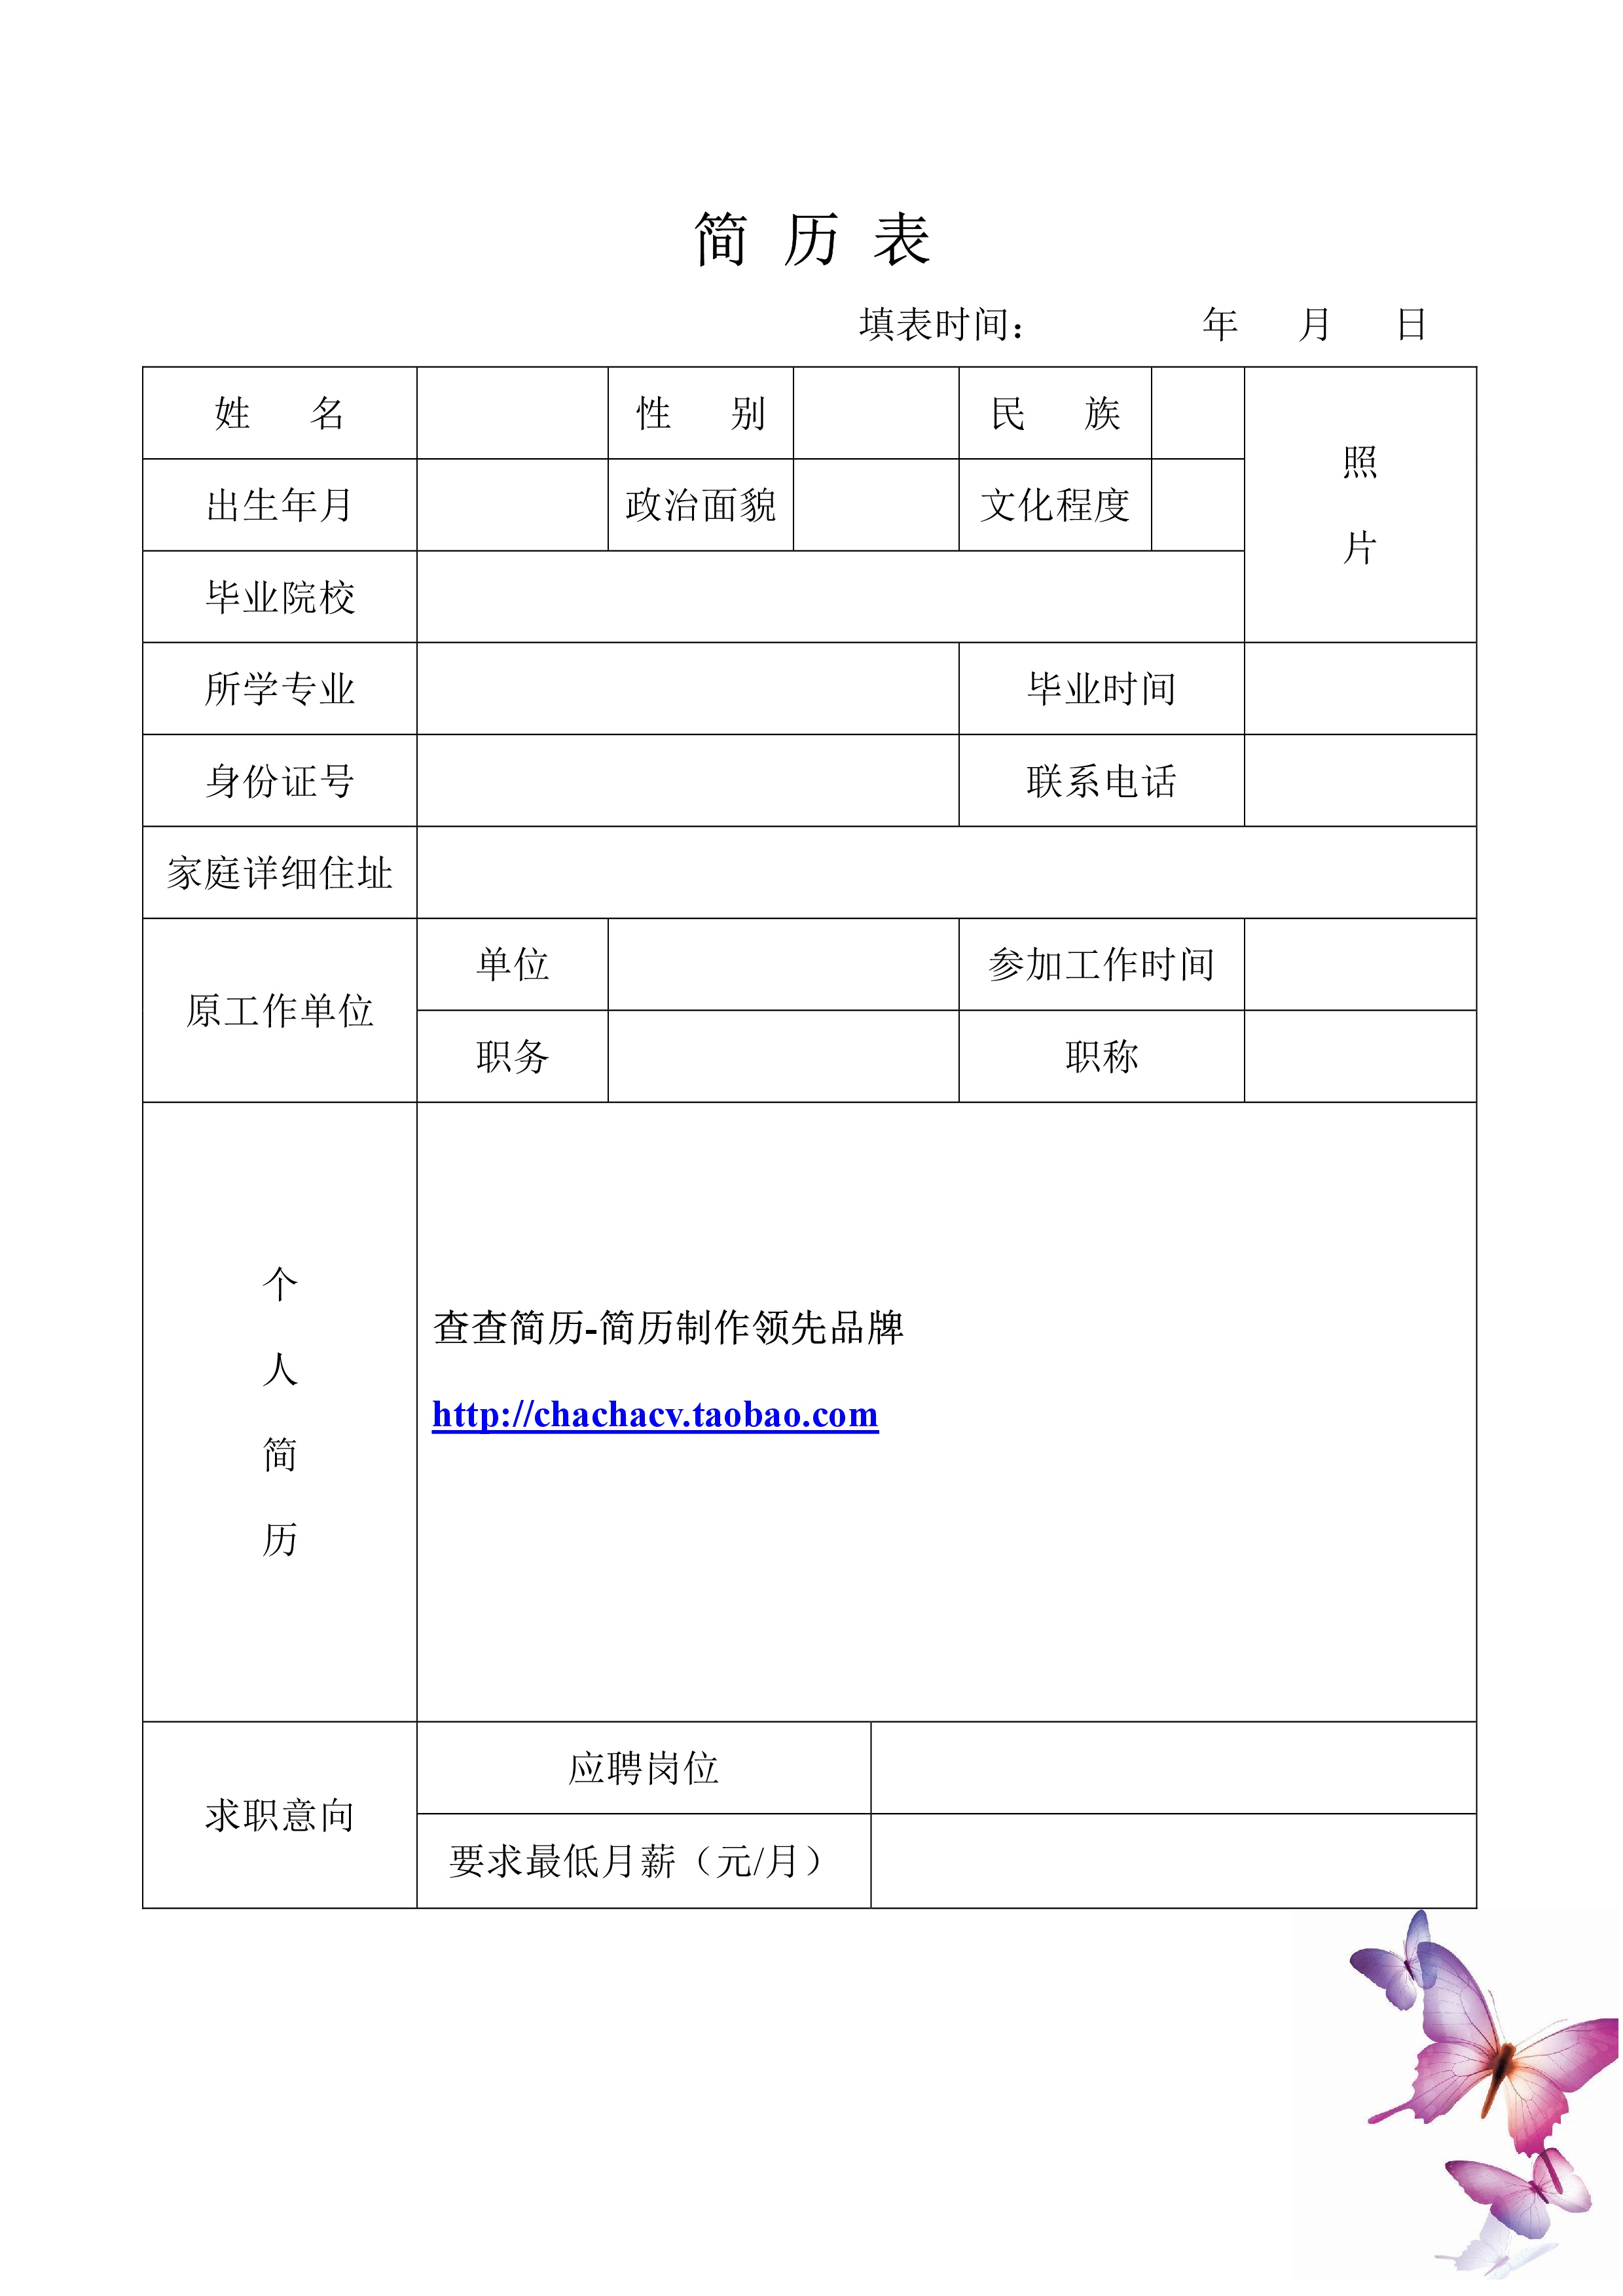 简 历 表
填表时间： 年 月 日
姓 名 性 别 民 族
照
片
出生年月 政治面貌 文化程度
毕业院校
所学专业 毕业时间
身份证号 联系电话
家庭详细住址
原工作单位
单位 参加工作时间
职务 职称
个
人
简
历
查查简历-简历制作领先品牌
http://chachacv.taobao.com
求职意向
应聘岗位
要求最低月薪（元/月）